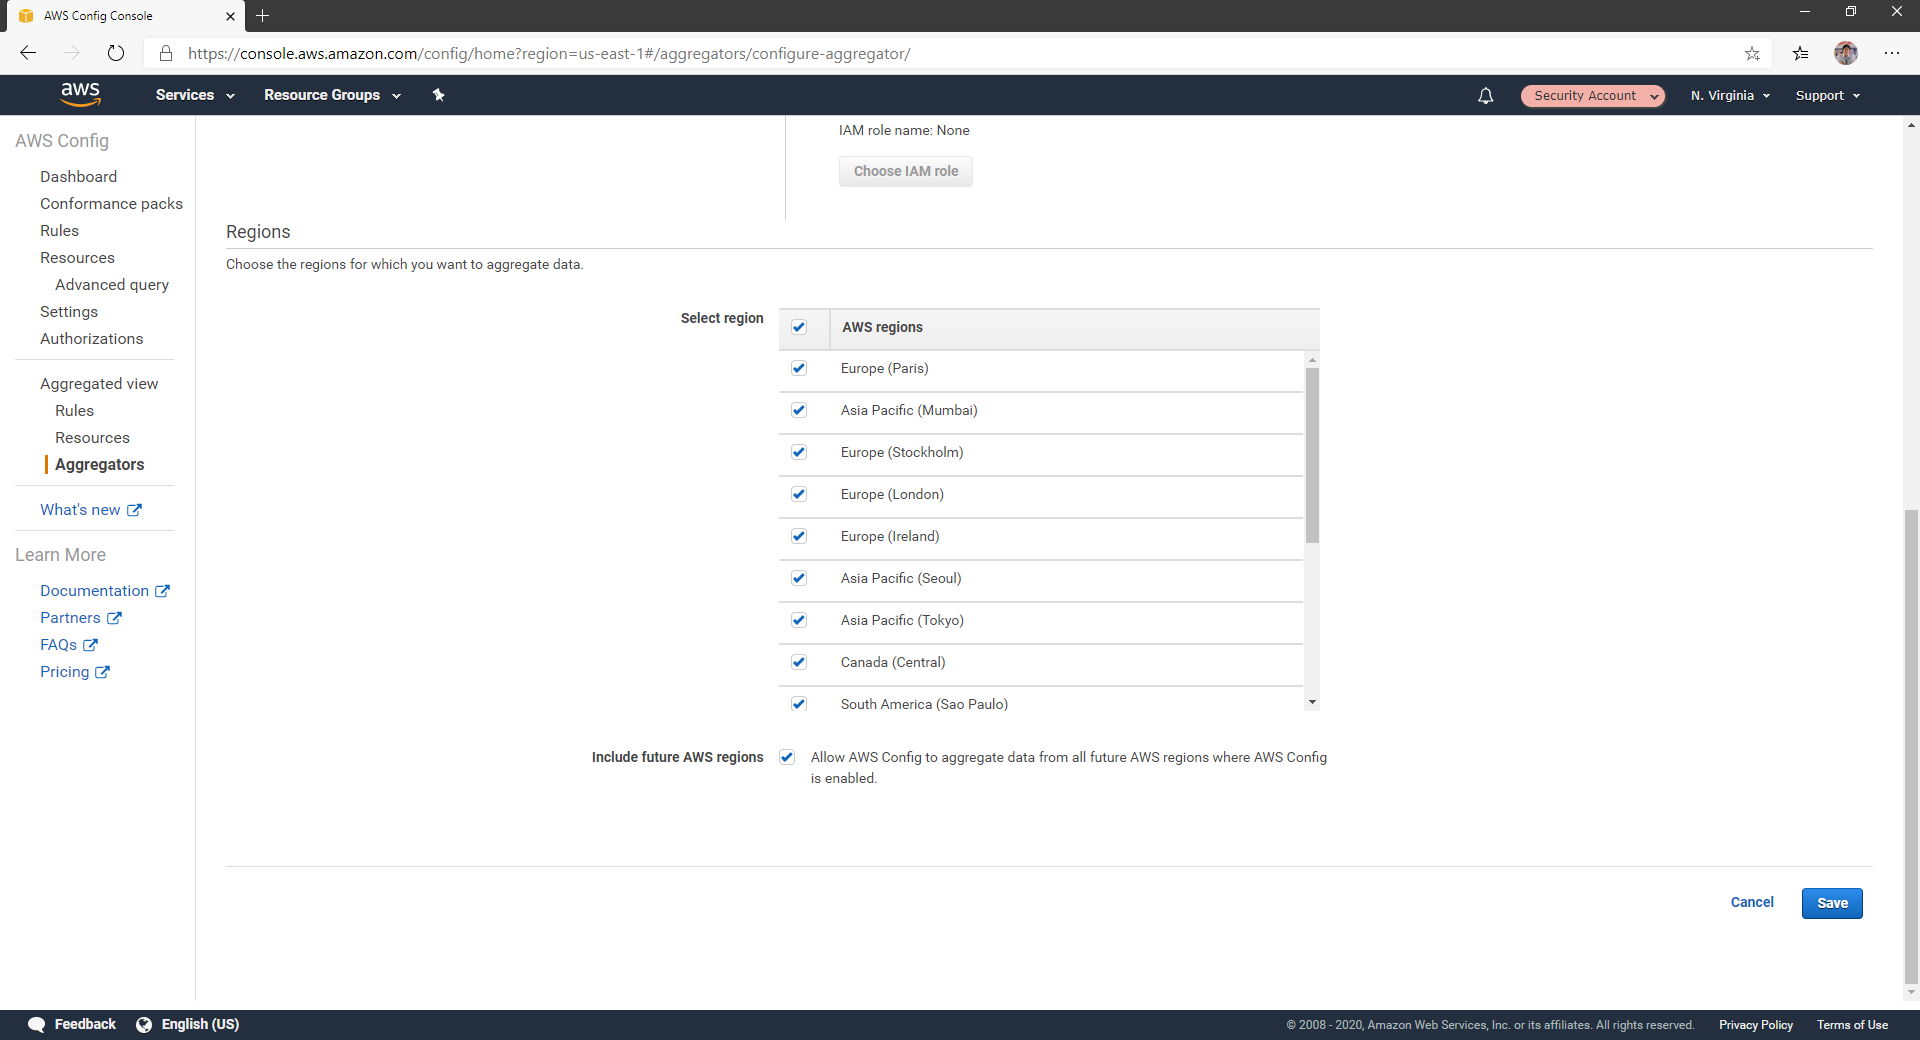 AWS Config Console
https://console.aws.amazon.com/config/home?region=us-east-1#/aggregators/configure-aggregator/
aws
Services
Resource Groups
Security Account
N. Virginia
Support
AWS Config
Dashboard
Conformance packs
Rules
Resources
Advanced query
Settings
Authorizations
Aggregated view
Rules
Resources
Aggregators
What's new
Learn More
Documentation
Partners
FAQs
Pricing
IAM role name: None
Choose IAM role
Regions
Choose the regions for which you want to aggregate data.
Select region
AWS regions
Europe (Paris)
Asia Pacific (Mumbai)
Europe (Stockholm)
Europe (London)
Europe (Ireland)
Asia Pacific (Seoul)
Asia Pacific (Tokyo)
Canada (Central)
South America (Sao Paulo)
Include future AWS regions
Allow AWS Config to aggregate data from all future AWS regions where AWS Config
is enabled.
Cancel
Save
Feedback
English (US)
© 2008 - 2020, Amazon Web Services, Inc. or its affiliates. All rights reserved.
Privacy Policy
Terms of Use